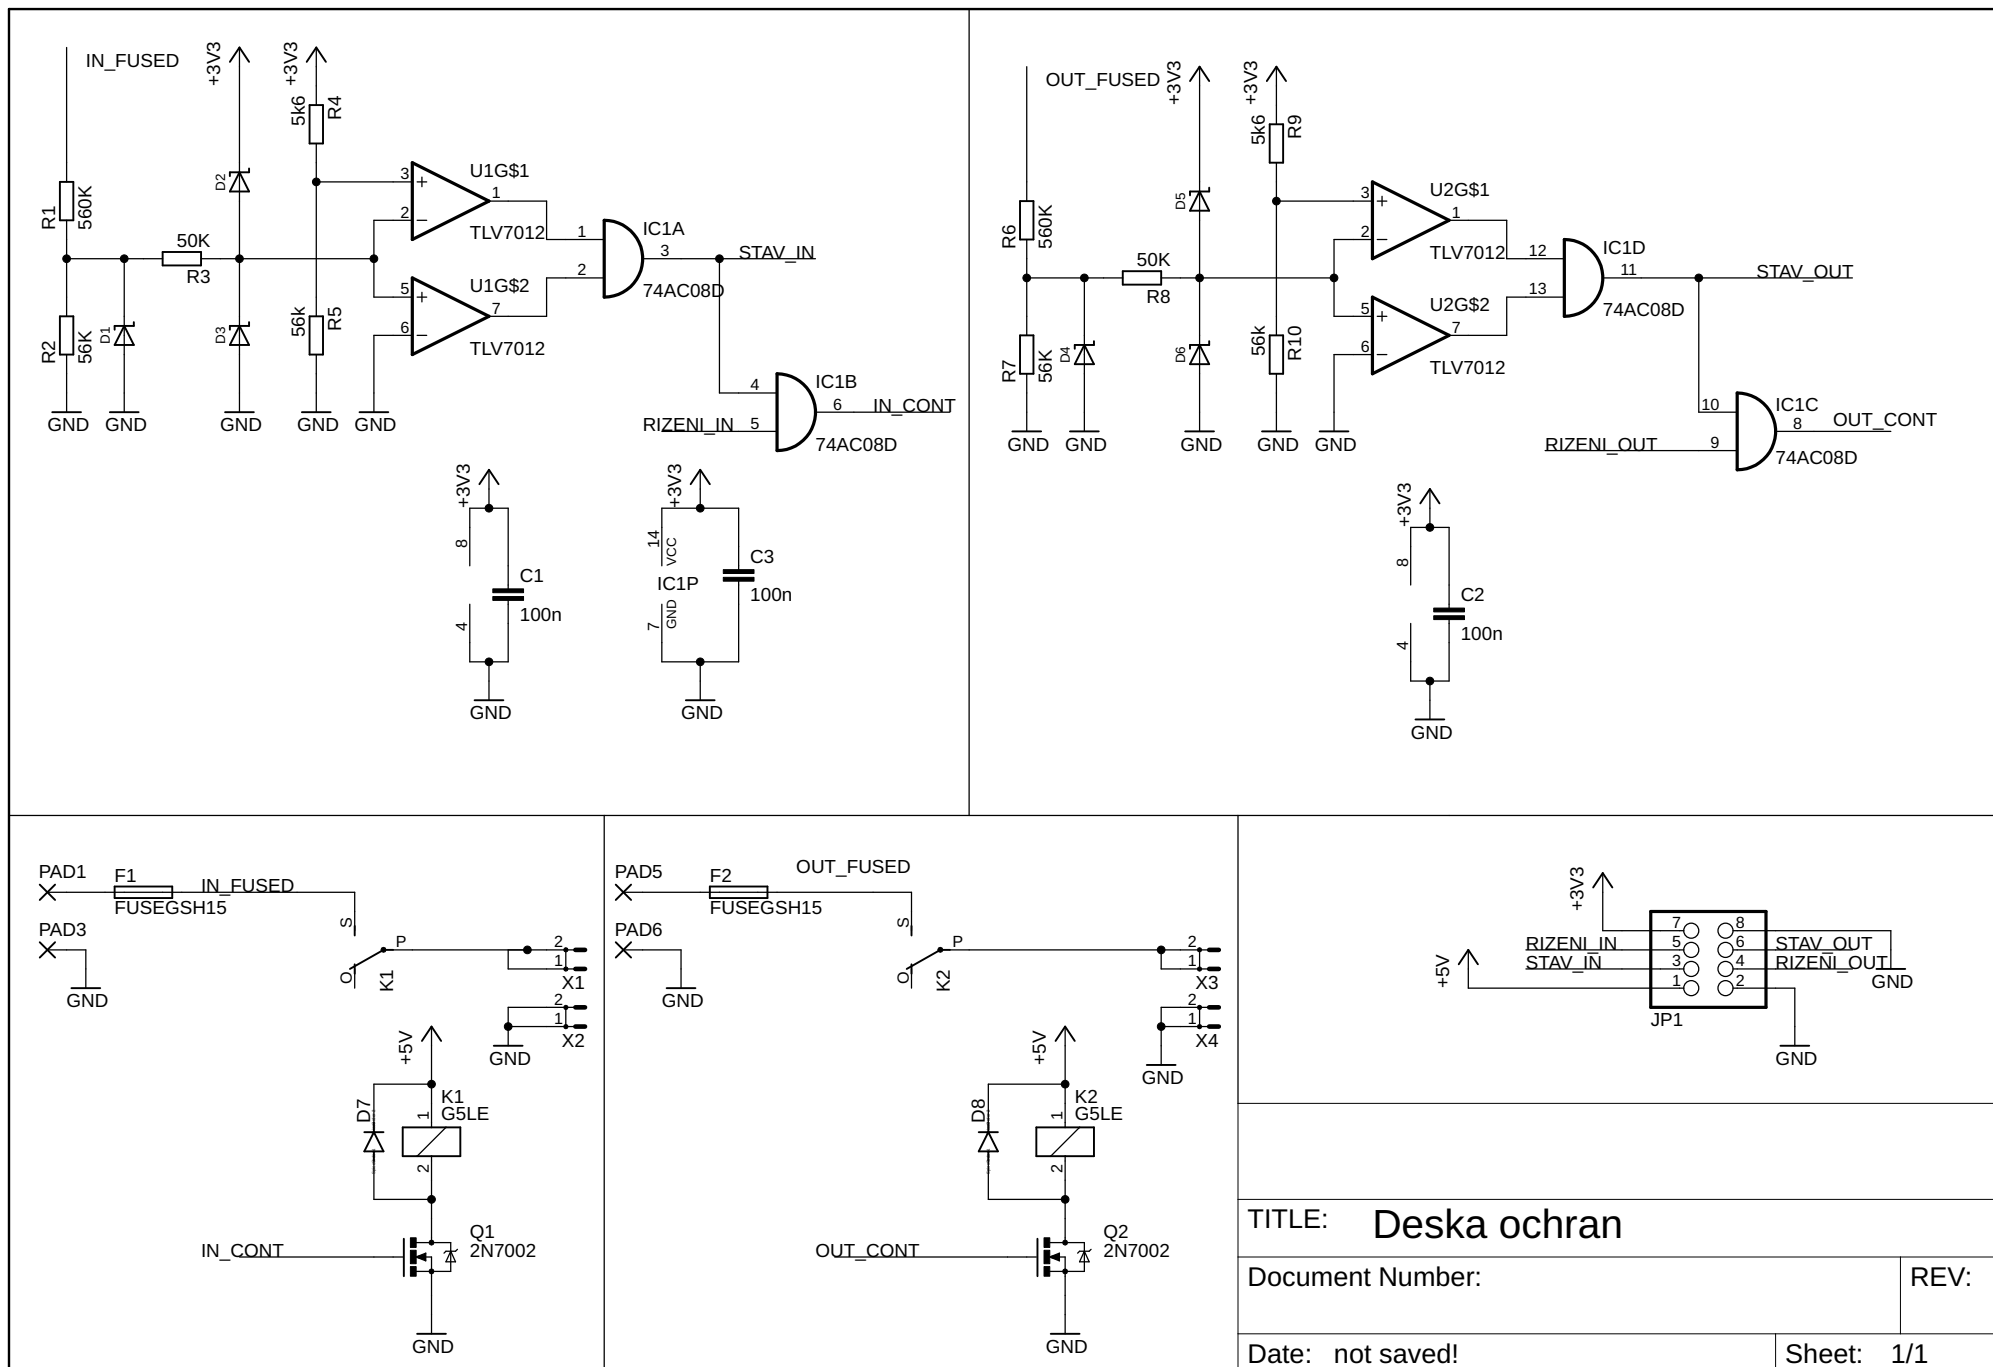 IN_FUSED
+3V3
+3V3
5k6
R4
D2
R1
560K
50K
R3
3
2
U1G$1
1
TLV7012
5
6
U1G$2
7
TLV7012
1
2
IC1A
3
74AC08D
STAV_IN
R2
56K
D1
D3
56k
R5
GND
GND
GND
GND
GND
4
RIZENI_IN
5
IC1B
6
IN_CONT
74AC08D
+3V3
8
4
C1
100n
GND
+3V3
14
VCC
IC1P
7
GND
C3
100n
GND
OUT_FUSED
+3V3
+3V3
5k6
R9
D5
R6
560K
50K
R8
3
2
U2G$1
1
TLV7012
5
6
U2G$2
7
TLV7012
12
13
IC1D
11
74AC08D
STAV_OUT
R7
56K
D4
D6
56k
R10
GND
GND
GND
GND
GND
10
RIZENI_OUT
9
IC1C
8
OUT_CONT
74AC08D
+3V3
8
4
C2
100n
GND
PAD1
F1
IN_FUSED
FUSEGSH15
PAD3
GND
S
P
O
K1
2
1
X1
2
1
X2
GND
+5V
D7
1
K1
G5LE
2
IN_CONT
Q1
2N7002
GND
PAD5
F2
OUT_FUSED
FUSEGSH15
PAD6
GND
S
P
O
K2
2
1
X3
2
1
X4
GND
+5V
D8
1
K2
G5LE
2
OUT_CONT
Q2
2N7002
GND
+3V3
+5V
RIZENI_IN
STAV_IN
7
5
3
1
8
6
4
2
STAV_OUT
RIZENI_OUT
GND
JP1
GND
TITLE: Deska ochran
Document Number:
REV:
Date: not saved!
Sheet: 1/1